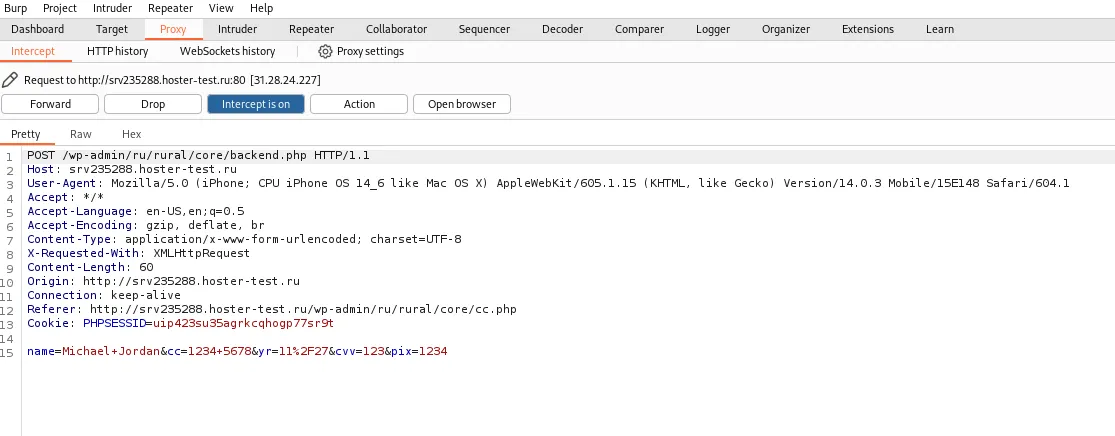 Burp Project Intruder Repeater View Help
Dashboard Target Proxy Intruder Repeater Collaborator Sequencer Decoder Comparer Logger Organizer Extensions Learn
Intercept HTTP history WebSockets history Proxy settings
Request to http://srv235288.hoster-test.ru:80 [31.28.24.227]
Forward Drop Intercept is on Action Open browser
Pretty Raw Hex
1 POST /wp-admin/ru/rural/core/backend.php HTTP/1.1
2 Host: srv235288.hoster-test.ru
3 User-Agent: Mozilla/5.0 (iPhone; CPU iPhone OS 14_6 like Mac OS X) AppleWebKit/605.1.15 (KHTML, like Gecko) Version/14.0.3 Mobile/15E148 Safari/604.1
4 Accept: */*
5 Accept-Language: en-US,en;q=0.5
6 Accept-Encoding: gzip, deflate, br
7 Content-Type: application/x-www-form-urlencoded; charset=UTF-8
8 X-Requested-With: XMLHttpRequest
9 Content-Length: 60
10 Origin: http://srv235288.hoster-test.ru
11 Connection: keep-alive
12 Referer: http://srv235288.hoster-test.ru/wp-admin/ru/rural/core/cc.php
13 Cookie: PHPSESSID=uip423su35agrkcqhogp77sr9t
14
15 name=Michael+Jordan&cc=1234+5678&yr=11%2F27&cvv=123&pix=1234